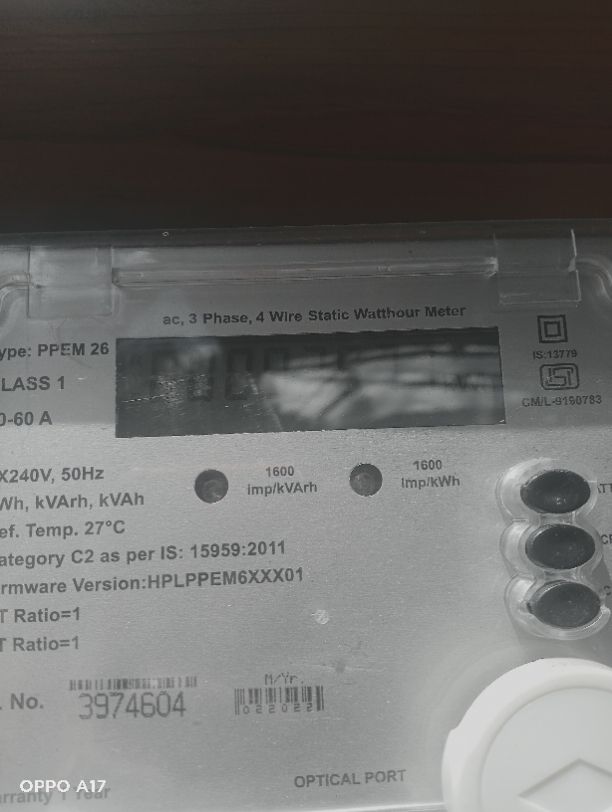 ac, 3 Phase, 4 Wire Static Watthour Meter
ype: PPEM 26
LASS 1
0-60 A
IS:13779
CM/L-9160783
X240V, 50Hz
Wh, kVArh, kVAh
ef. Temp. 27°C
ategory C2 as per IS: 15959:2011
rmware Version:HPLPPEM6XXX01
T Ratio=1
T Ratio=1
1600
imp/kVArh
1600
imp/kWh
. No.
3974604
M/Yr.
022022
OPTICAL PORT
arranty 1 Year
OPPO A17